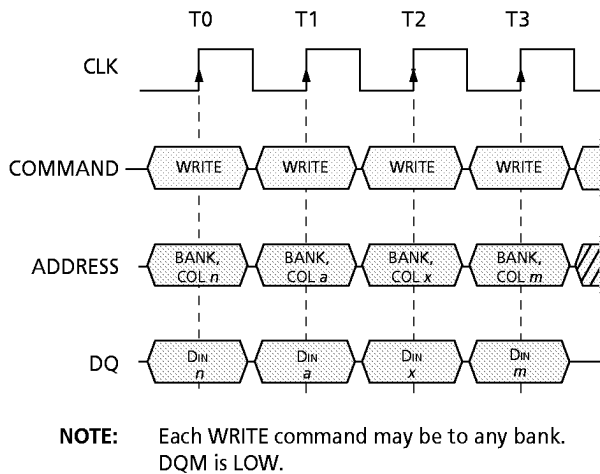 T0 T1 T2 T3
CLK
COMMAND WRITE WRITE WRITE WRITE
BANK, BANK, BANK, BANK,
ADDRESS
COL n COL a COL x COL m
DIN DIN DIN DIN
DQ
n a x m
NOTE: Each WRITE command may be to any bank.
DQM is LOW.